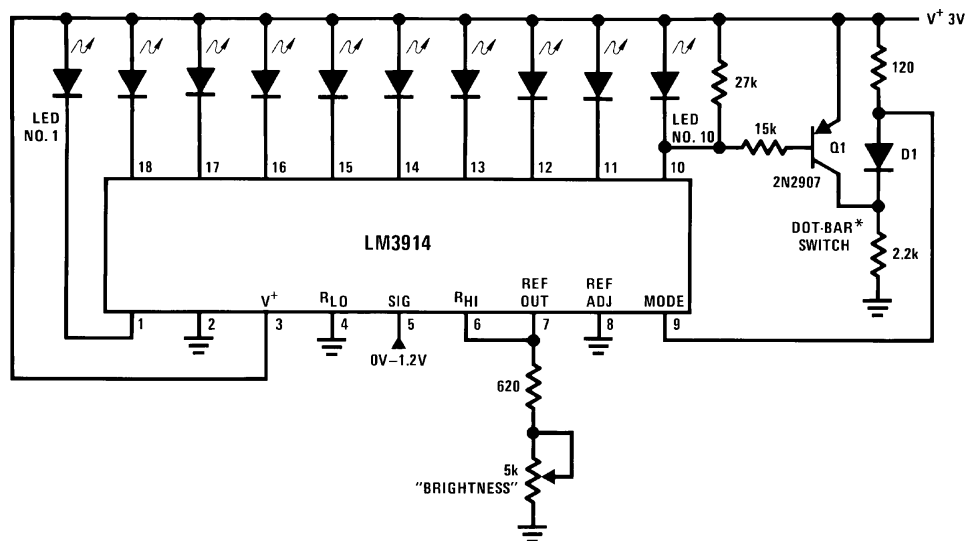 V+ 3V
120
27k
LED
NO. 1
LED
NO. 10
15k
Q1
D1
2N2907
18
17
16
15
14
13
12
11
10
DOT-BAR*
SWITCH
2.2k
LM3914
V+
RLO
SIG
RHI
REF
OUT
REF
ADJ
MODE
1
2
3
4
5
6
7
8
9
0V–1.2V
620
5k
"BRIGHTNESS"